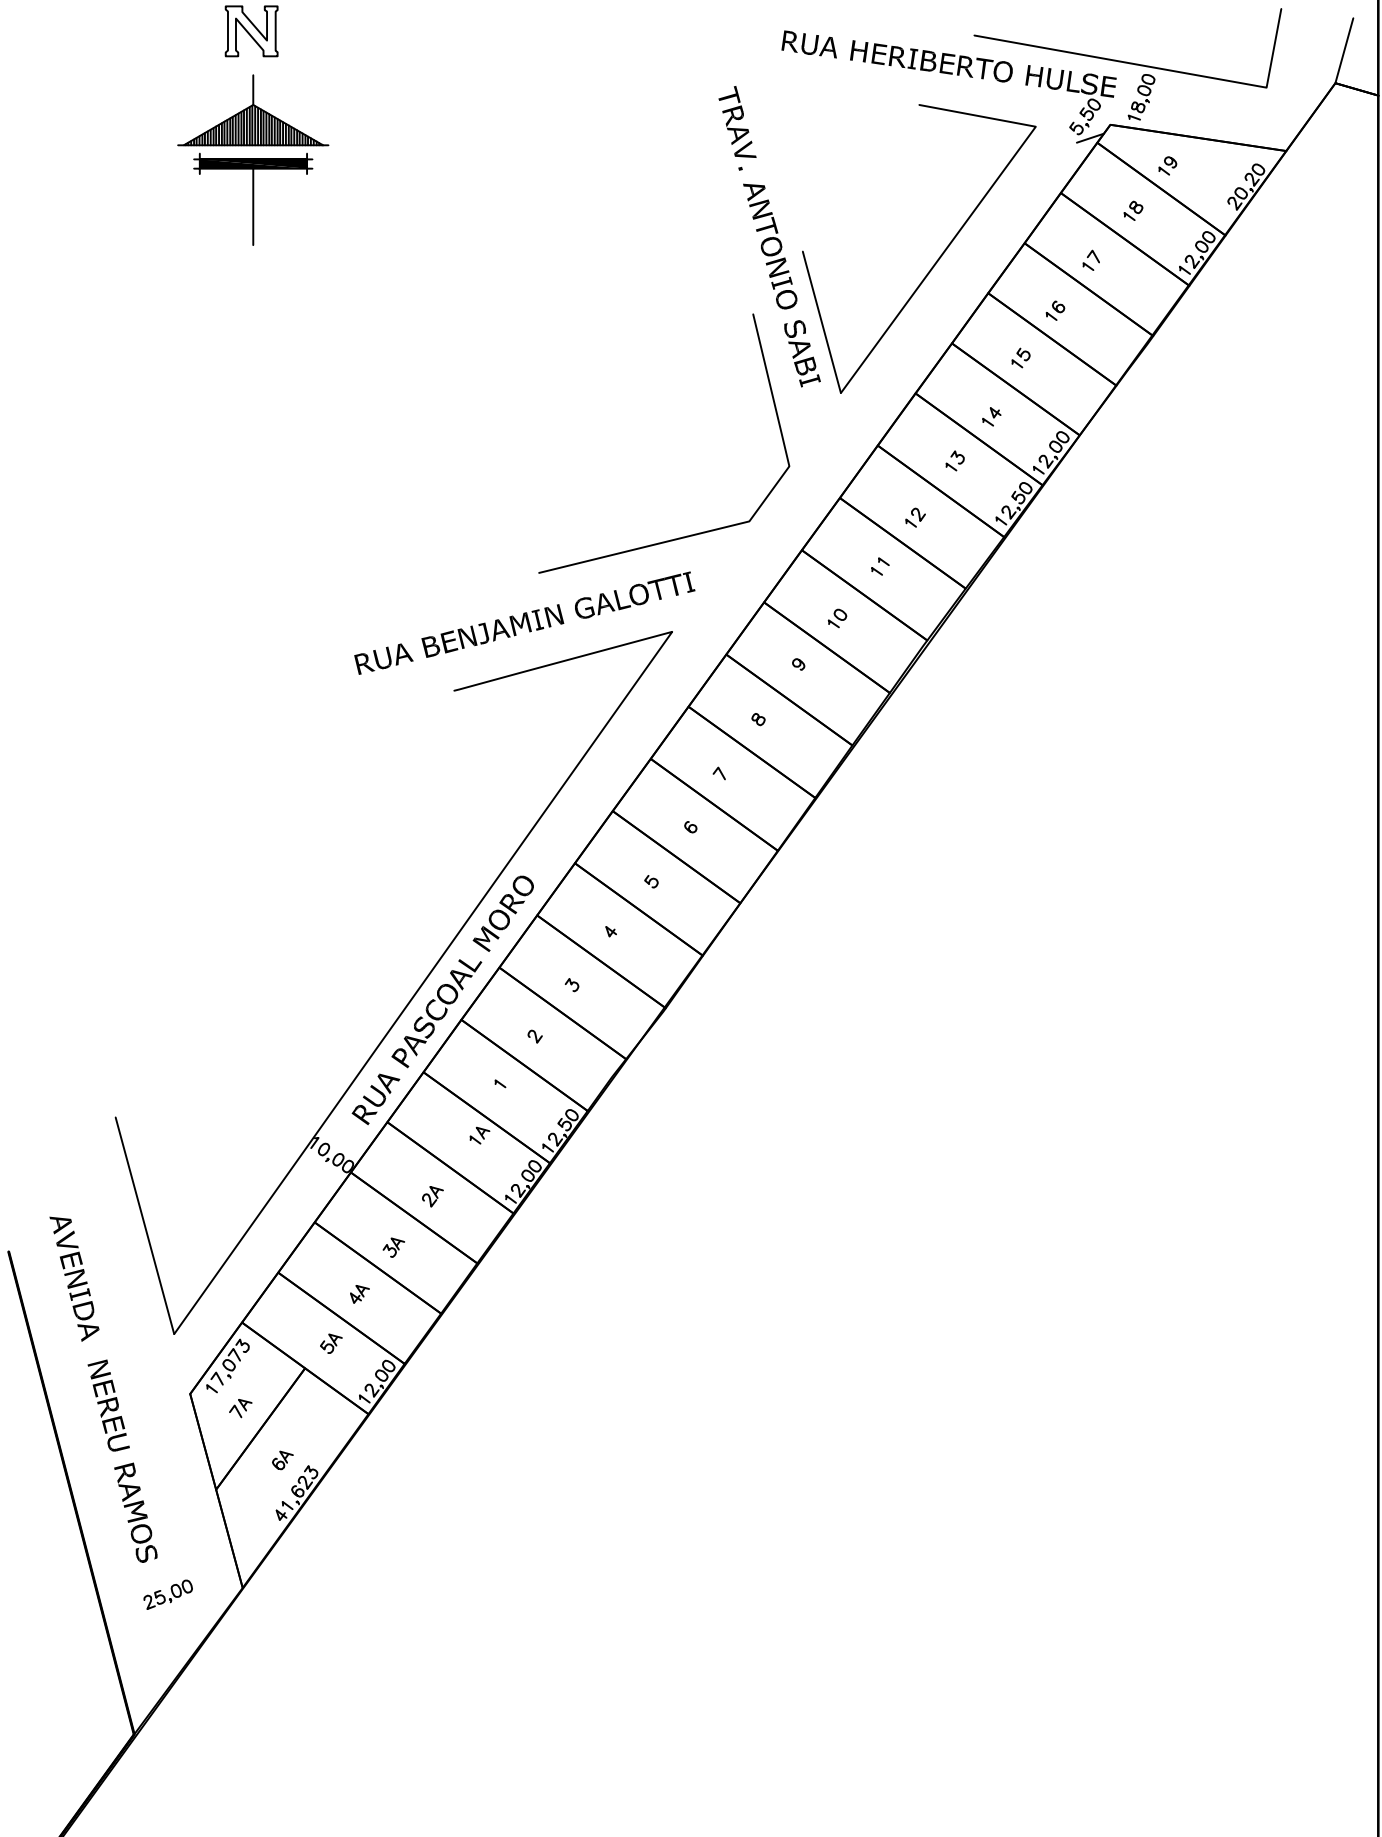 N
RUA HERIBERTO HULSE
TRAV. ANTONIO SABI
5,50
18,00
19
20,20
18
12,00
17
16
15
14
12,00
13
12,50
12
11
10
RUA BENJAMIN GALOTTI
9
8
7
6
5
4
3
2
RUA PASCOAL MORO
1
12,50
1A
12,00
10,00
2A
3A
4A
5A
12,00
17,073
7A
6A
41,623
AVENIDA NEREU RAMOS
25,00